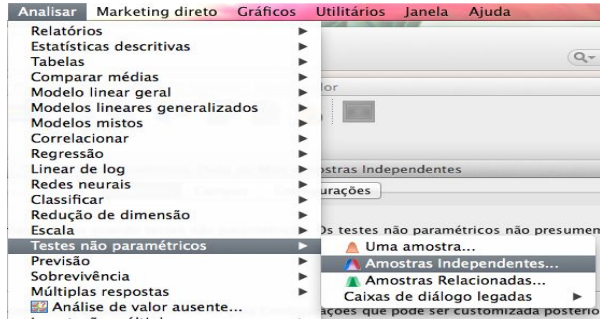 Analisar Marketing direto Gráficos Utilitários Janela Ajuda
Relatórios
Estatísticas descritivas
Tabelas
Comparar médias
Modelo linear geral
Modelos lineares generalizados
Modelos mistos
Correlacionar
Regressão
Linear de log
Redes neurais
Classificar
Redução de dimensão
Escala
Testes não paramétricos
Previsão
Sobrevivência
Múltiplas respostas
Análise de valor ausente...
stras Independentes
urações
Os testes não paramétricos não presumem
Uma amostra...
Amostras Independentes...
Amostras Relacionadas...
Caixas de diálogo legadas
ações que pode ser customizada posterio